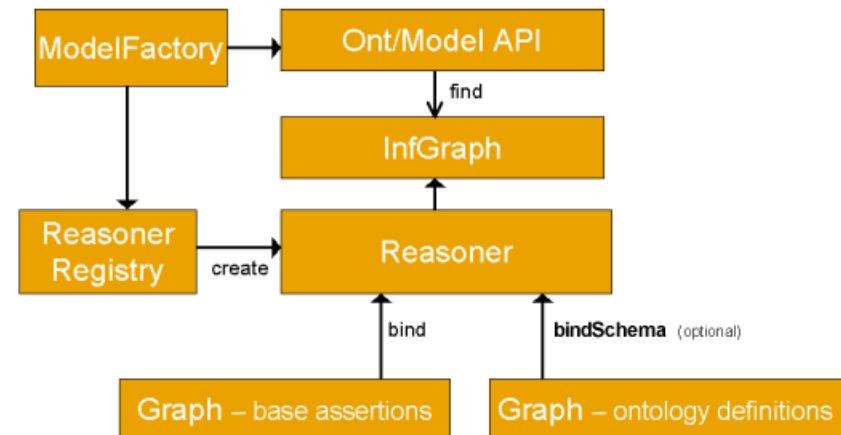 ModelFactory
Ont/Model API
find
InfGraph
Reasoner
Registry
create
Reasoner
bind
bindSchema (optional)
Graph – base assertions
Graph – ontology definitions